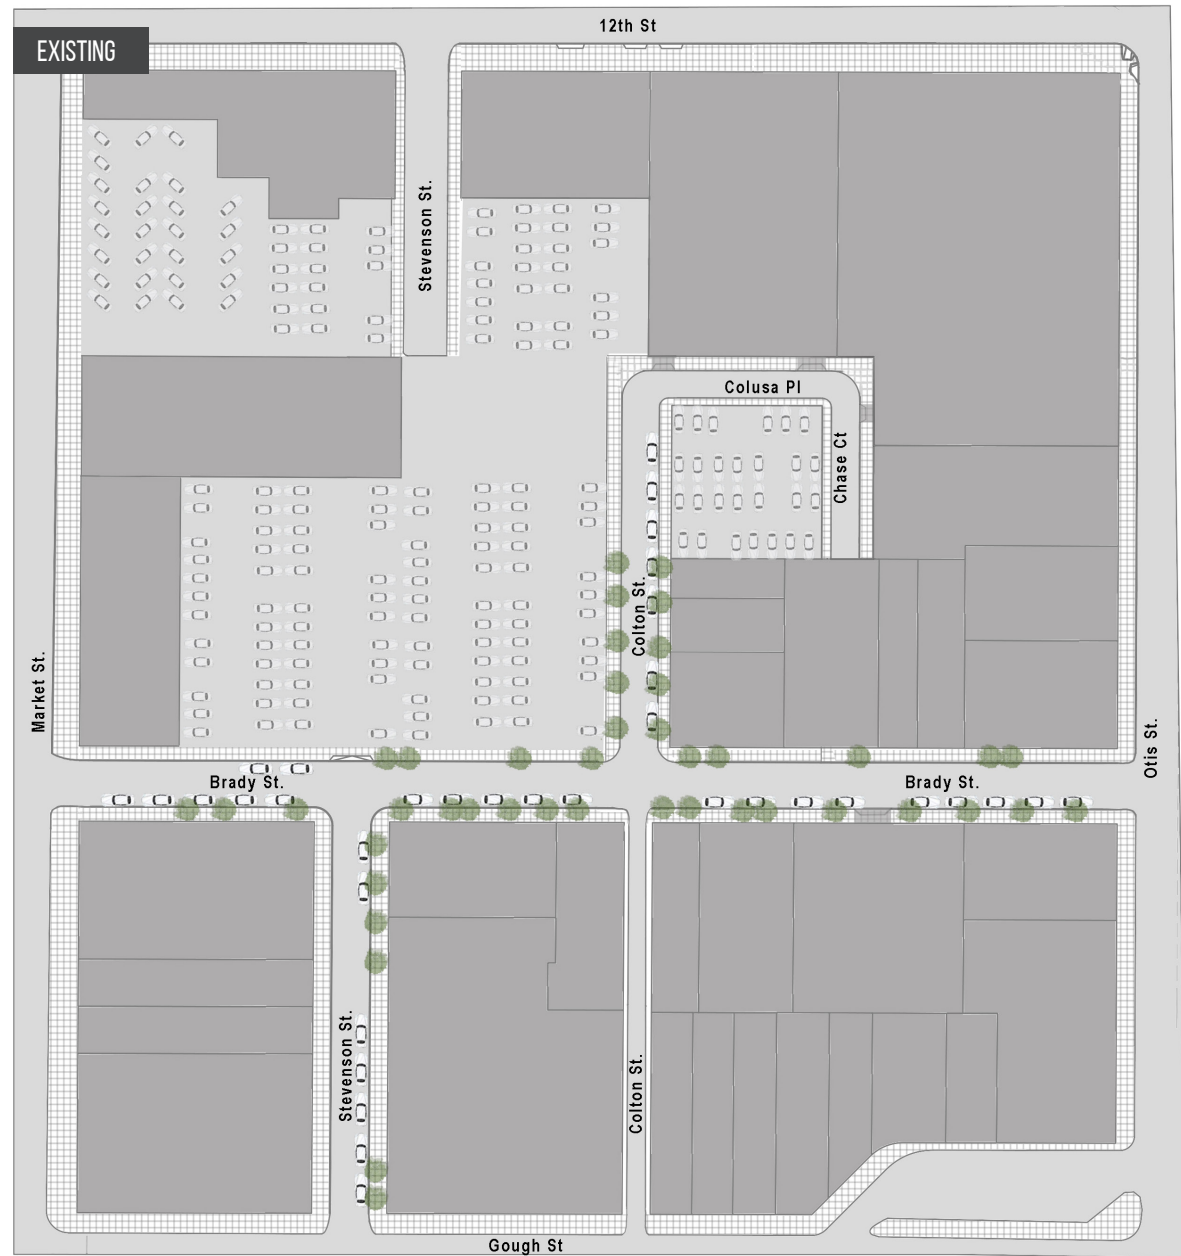 12th St
EXISTING
Stevenson St.
Colusa Pl
Chase Ct
Colton St.
Market St.
Otis St.
Brady St.
Brady St.
Stevenson St.
Colton St.
Gough St